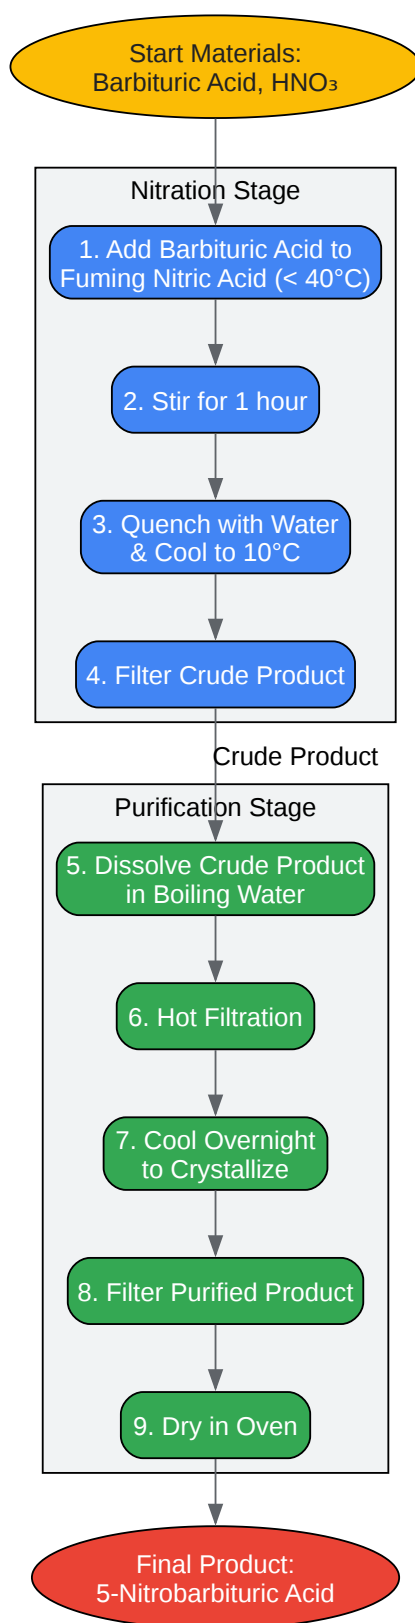 Start Materials:
Barbituric Acid, HNO₃
Nitration Stage
1. Add Barbituric Acid to
Fuming Nitric Acid (< 40°C)
2. Stir for 1 hour
3. Quench with Water
& Cool to 10°C
4. Filter Crude Product
Crude Product
Purification Stage
5. Dissolve Crude Product
in Boiling Water
6. Hot Filtration
7. Cool Overnight
to Crystallize
8. Filter Purified Product
9. Dry in Oven
Final Product:
5-Nitrobarbituric Acid